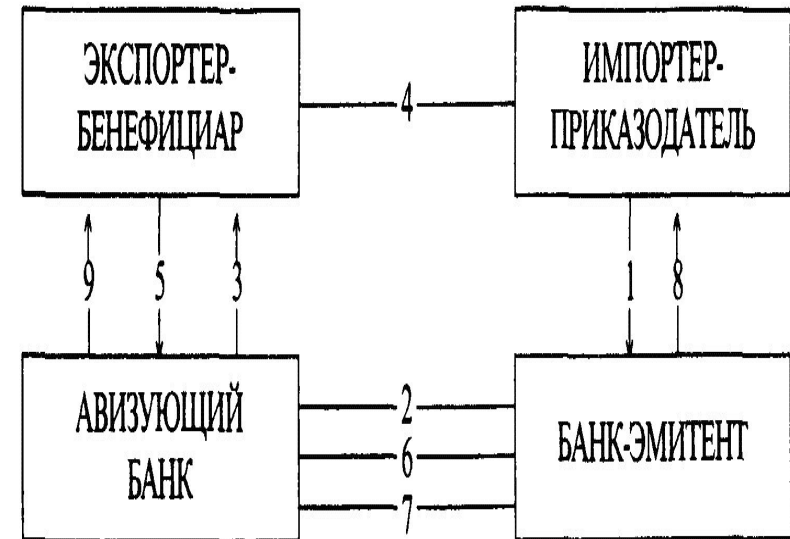 ЭКСПОРТЕР-
БЕНЕФИЦИАР
4
ИМПОРТЕР-
ПРИКАЗОДАТЕЛЬ
9
5
3
1
8
АВИЗУЮЩИЙ
БАНК
2
6
7
БАНК-ЭМИТЕНТ